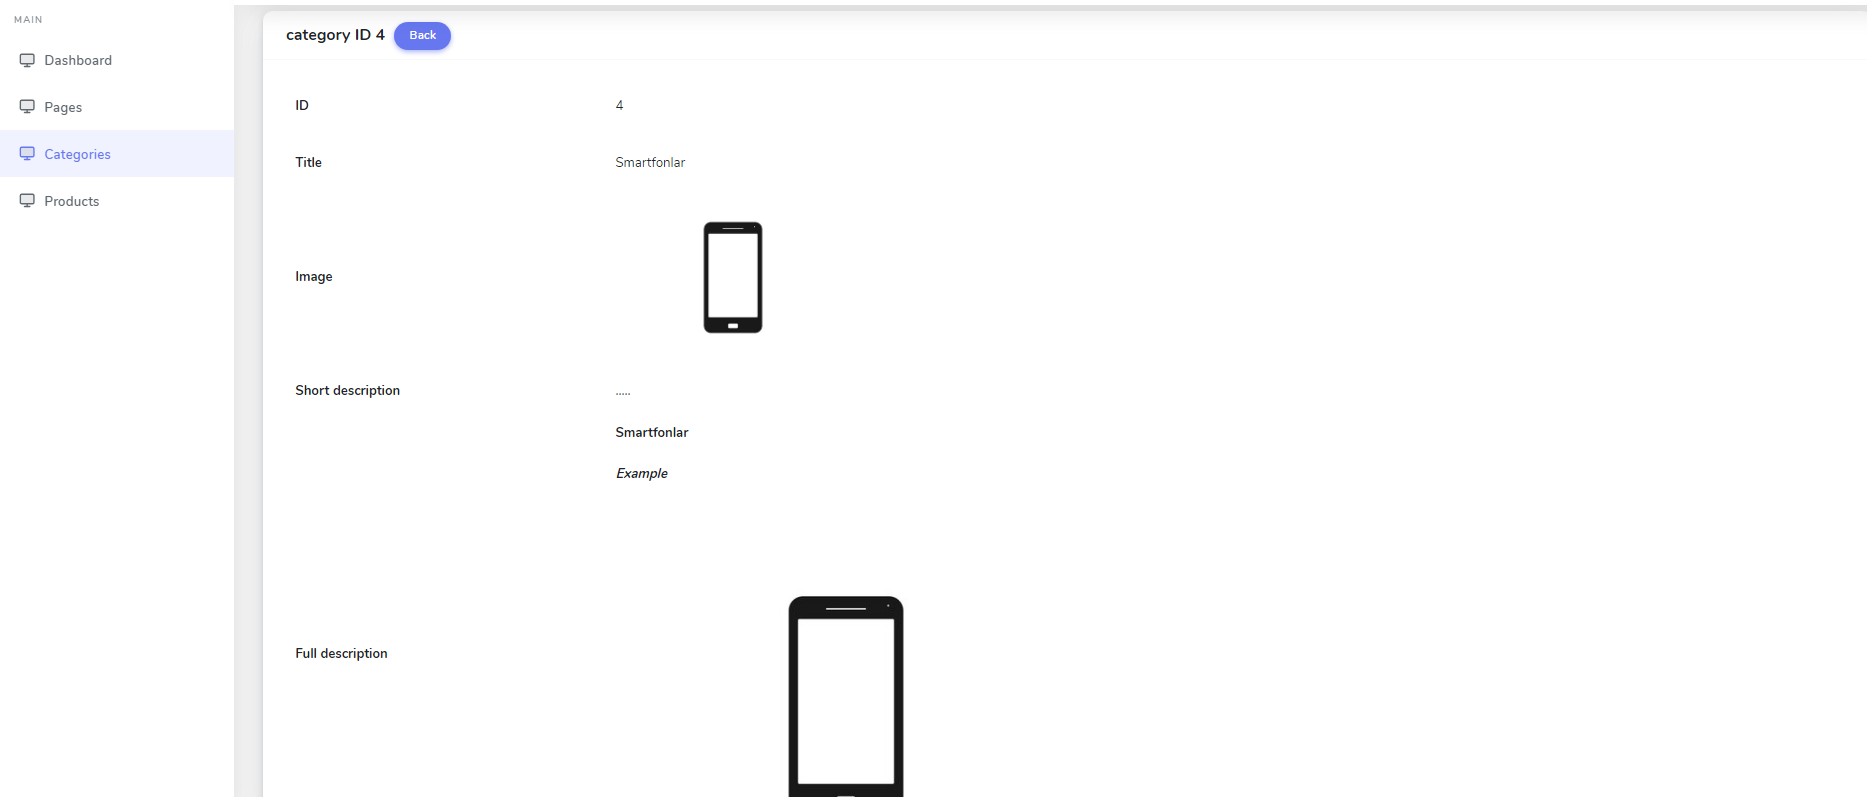 MAIN
Dashboard
Pages
Categories
Products
category ID 4 Back
ID 4
Title Smartfonlar
Image
Short description .....
Smartfonlar
Example
Full description